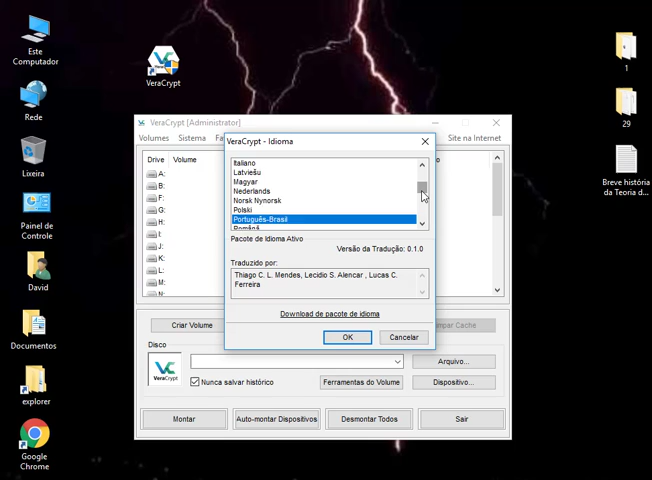 Este
Computador
Rede
Lixeira
Painel de
Controle
David
Documentos
explorer
Google
Chrome
VeraCrypt
1
29
Breve história
da Teoria d...
VeraCrypt [Administrator]
Volumes Sistema Fa
Site na Internet
Drive Volume
A:
B:
F:
G:
H:
I:
J:
K:
L:
M:
N:
VeraCrypt - Idioma
Italiano
Latviešu
Magyar
Nederlands
Norsk Nynorsk
Polski
Português-Brasil
Română
Pacote de Idioma Ativo
Versão da Tradução: 0.1.0
Traduzido por:
Thiago C. L. Mendes, Lecidio S. Alencar , Lucas C.
Ferreira
Download de pacote de idioma
OK Cancelar
Criar Volume
mpar Cache
Disco
VeraCrypt
Arquivo...
Nunca salvar histórico
Ferramentas do Volume
Dispositivo...
Montar
Auto-montar Dispositivos
Desmontar Todos
Sair